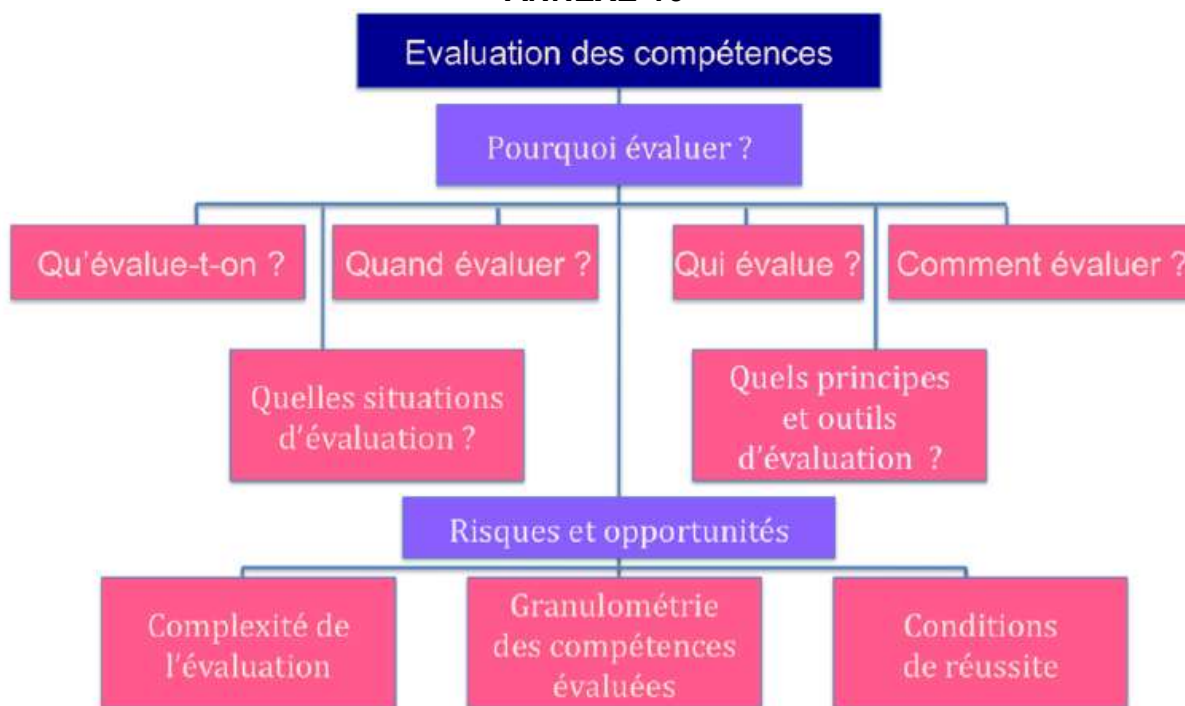 Evaluation des compétences
Pourquoi évaluer ?
Qu'évalue-t-on ?
Quand évaluer ?
Qui évalue ?
Comment évaluer ?
Quelles situations
d'évaluation ?
Quels principes
et outils
d'évaluation ?
Risques et opportunités
Complexité de
l'évaluation
Granulométrie
des compétences
évaluées
Conditions
de réussite